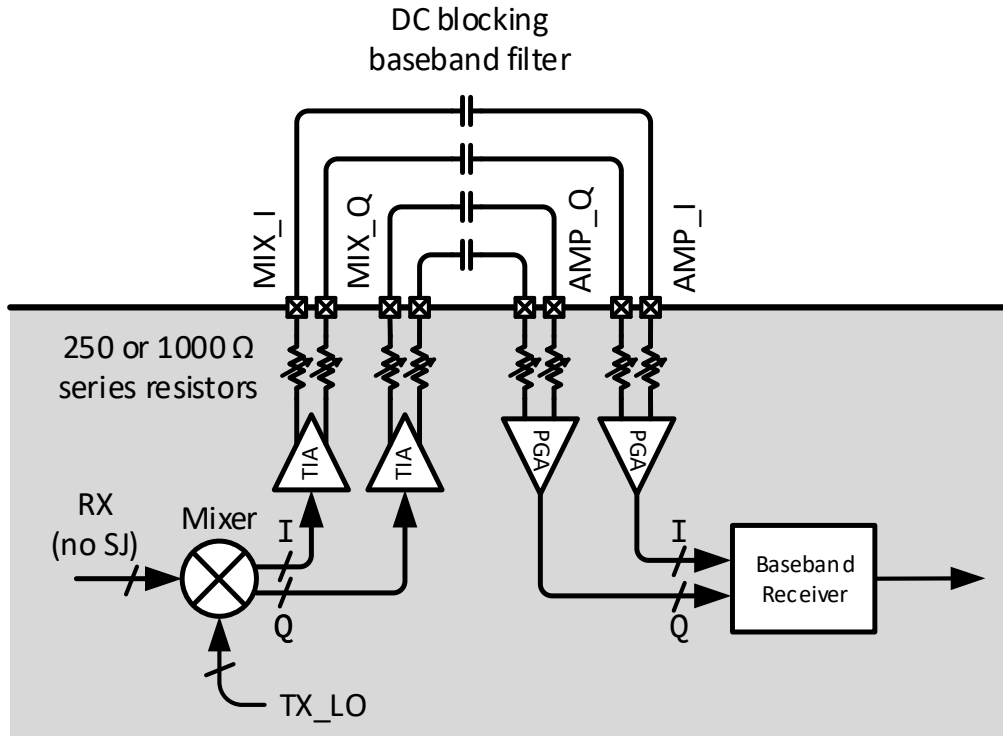 DC blocking
baseband filter
MIX_I
MIX_Q
AMP_Q
AMP_I
250 or 1000 Ω
series resistors
TIA
TIA
PGA
PGA
RX
(no SJ)
Mixer
I
Q
I
Q
Baseband
Receiver
TX_LO